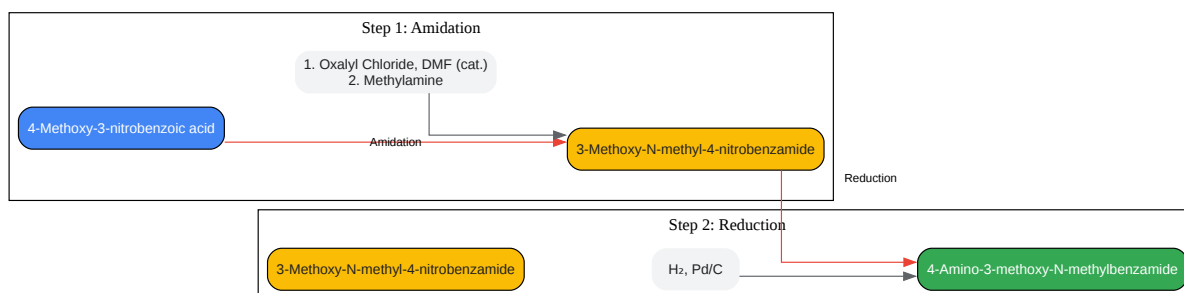 Step 1: Amidation
1. Oxalyl Chloride, DMF (cat.)
2. Methylamine
4-Methoxy-3-nitrobenzoic acid
Amidation
3-Methoxy-N-methyl-4-nitrobenzamide
Reduction
Step 2: Reduction
3-Methoxy-N-methyl-4-nitrobenzamide
H₂, Pd/C
4-Amino-3-methoxy-N-methylbenzamide